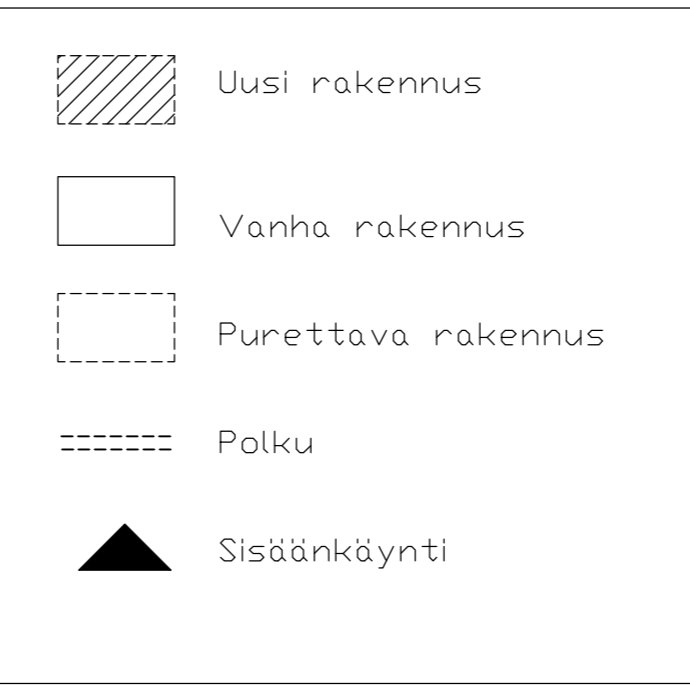 Uusi rakennus
Vanha rakennus
Purettava rakennus
Polku
Sisäänkäynti